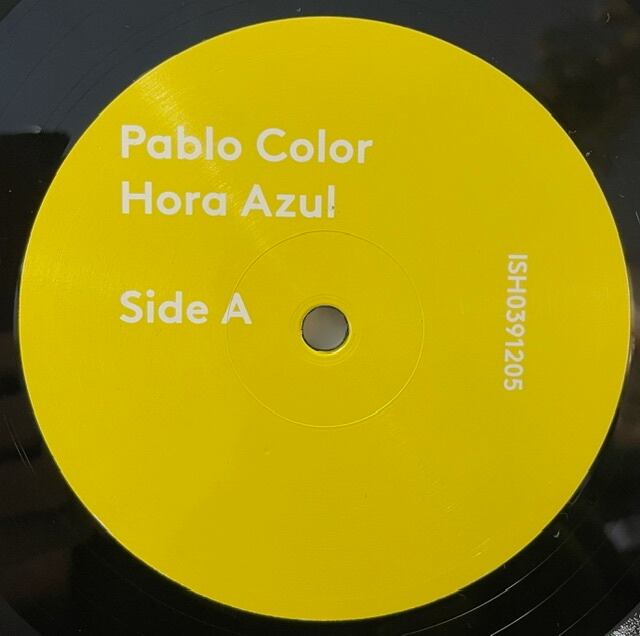 Pablo Color
Hora Azul
Side A
ISH0391205